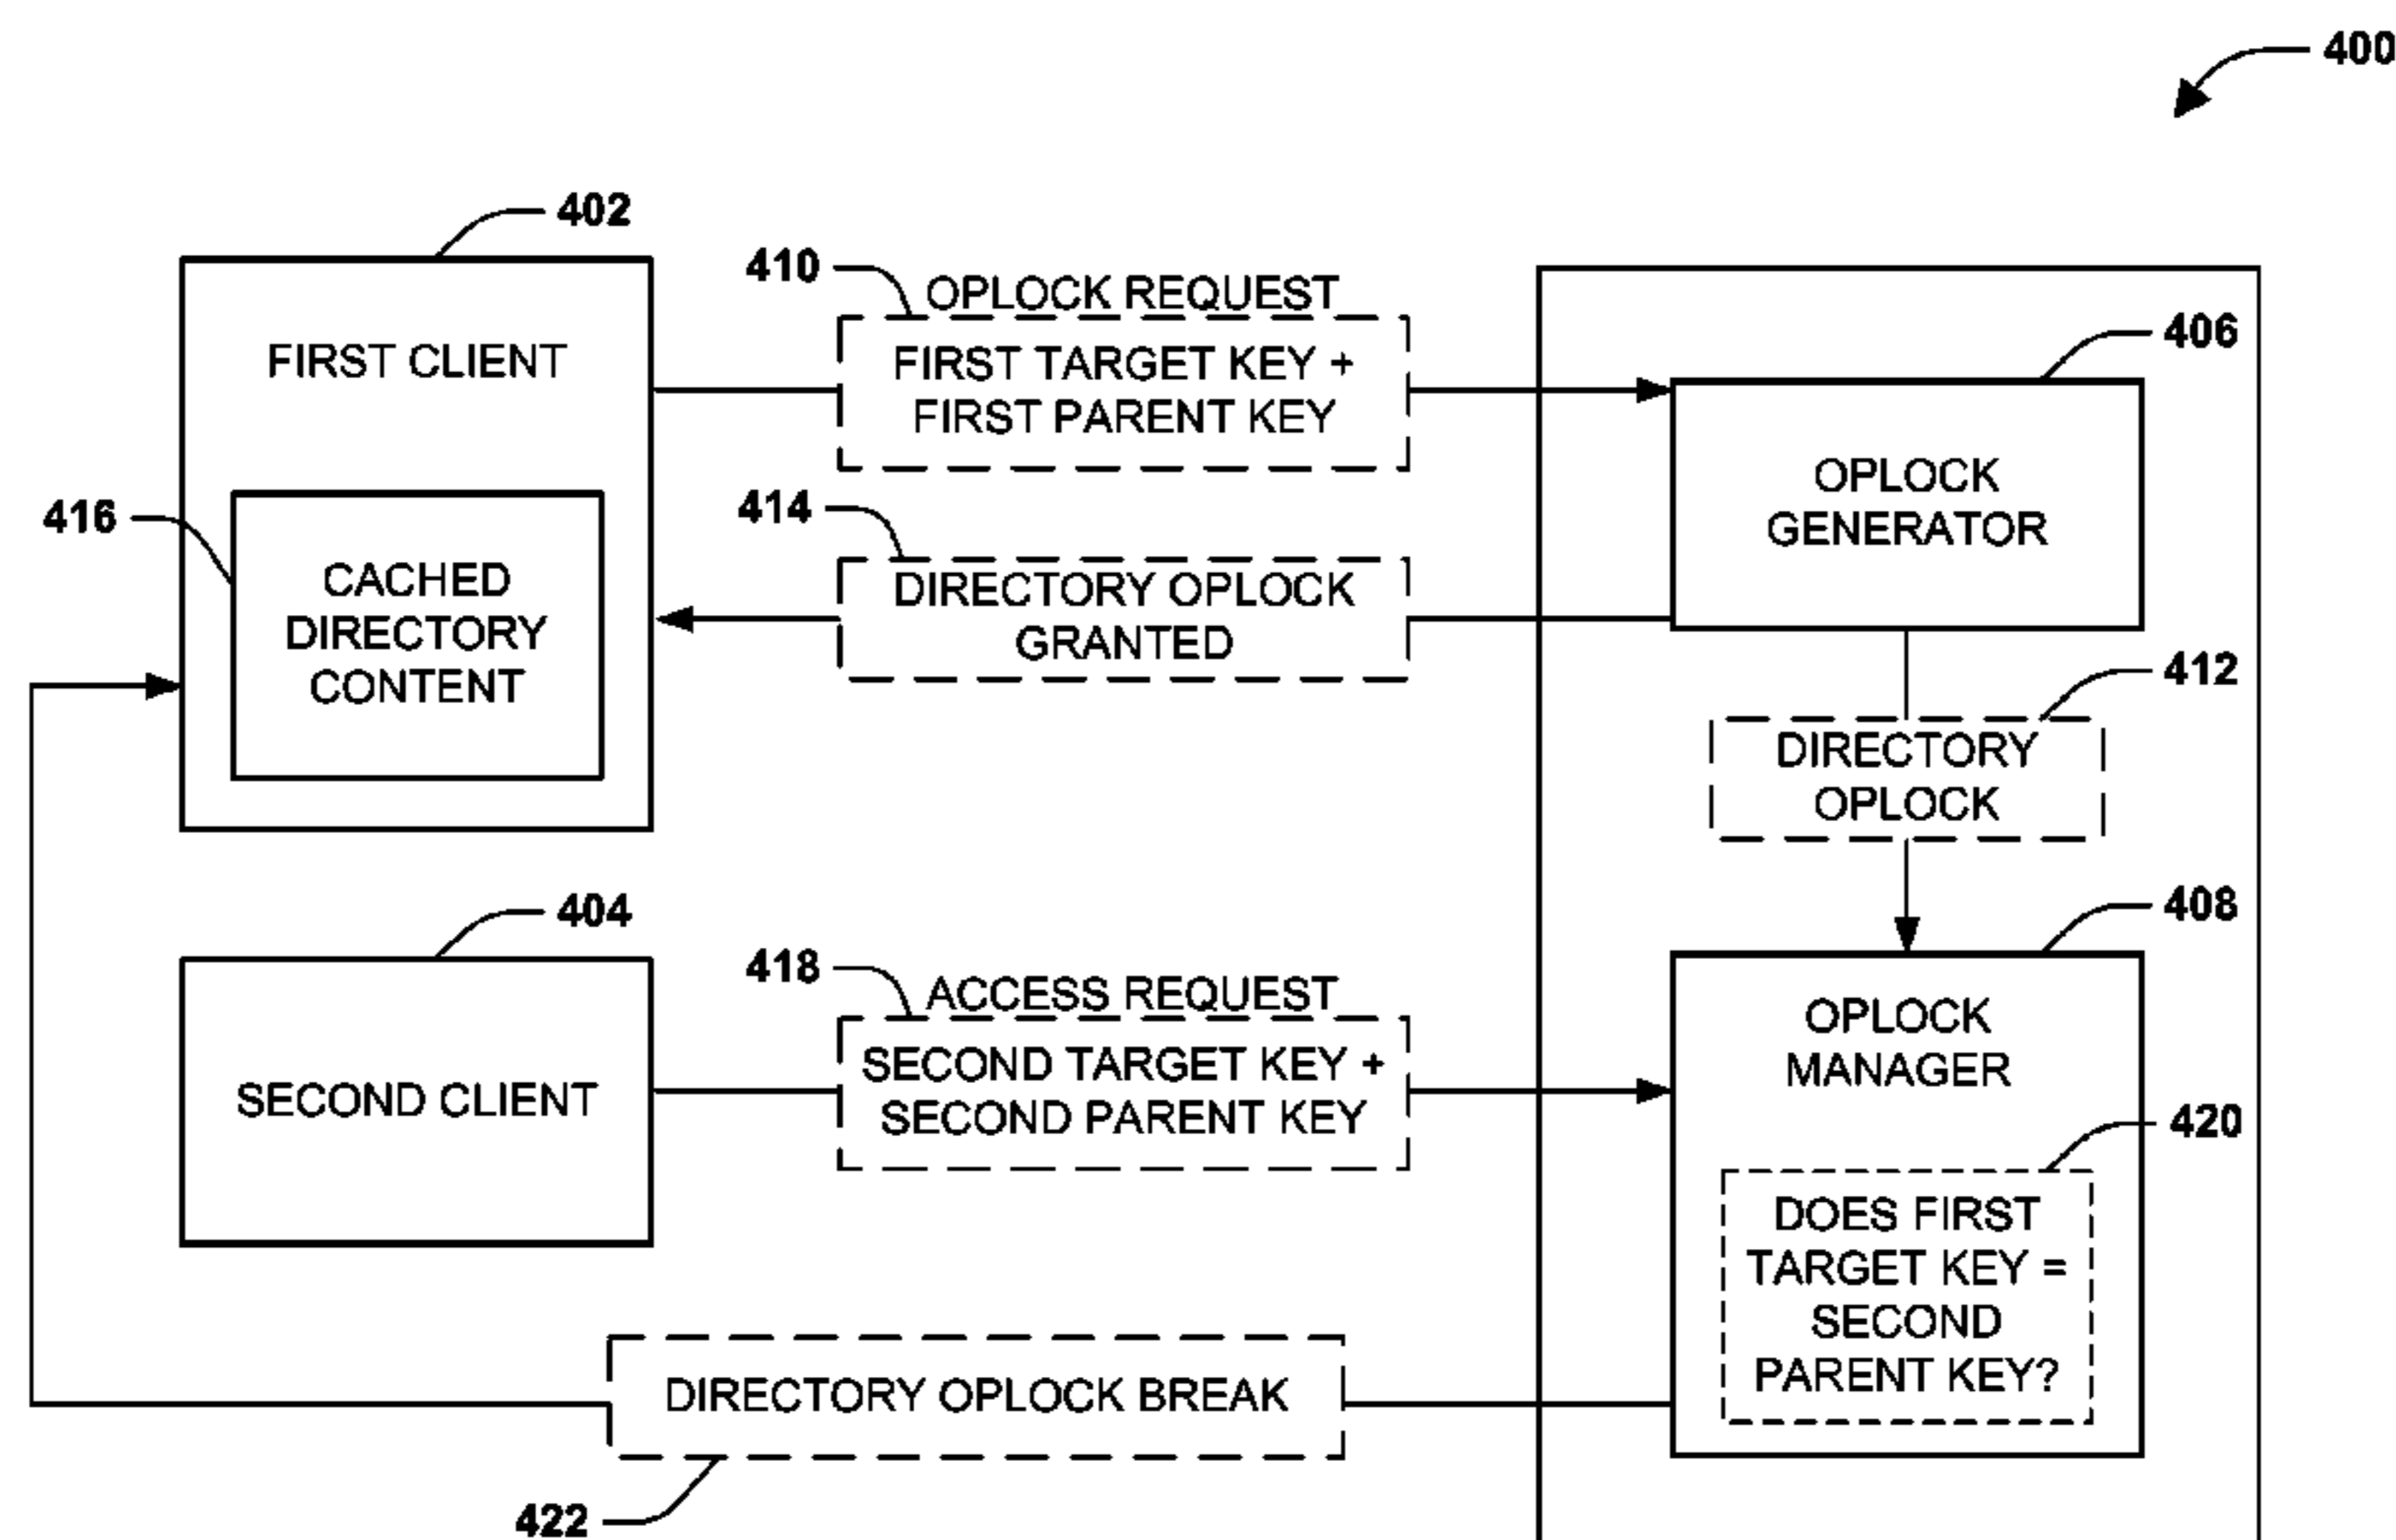 400
402
410
OPLOCK REQUEST
FIRST TARGET KEY +
FIRST PARENT KEY
406
FIRST CLIENT
OPLOCK
GENERATOR
416
CACHED
DIRECTORY
CONTENT
414
DIRECTORY OPLOCK
GRANTED
412
DIRECTORY
OPLOCK
404
SECOND CLIENT
418
ACCESS REQUEST
SECOND TARGET KEY +
SECOND PARENT KEY
408
OPLOCK
MANAGER
420
DOES FIRST
TARGET KEY =
SECOND
PARENT KEY?
DIRECTORY OPLOCK BREAK
422